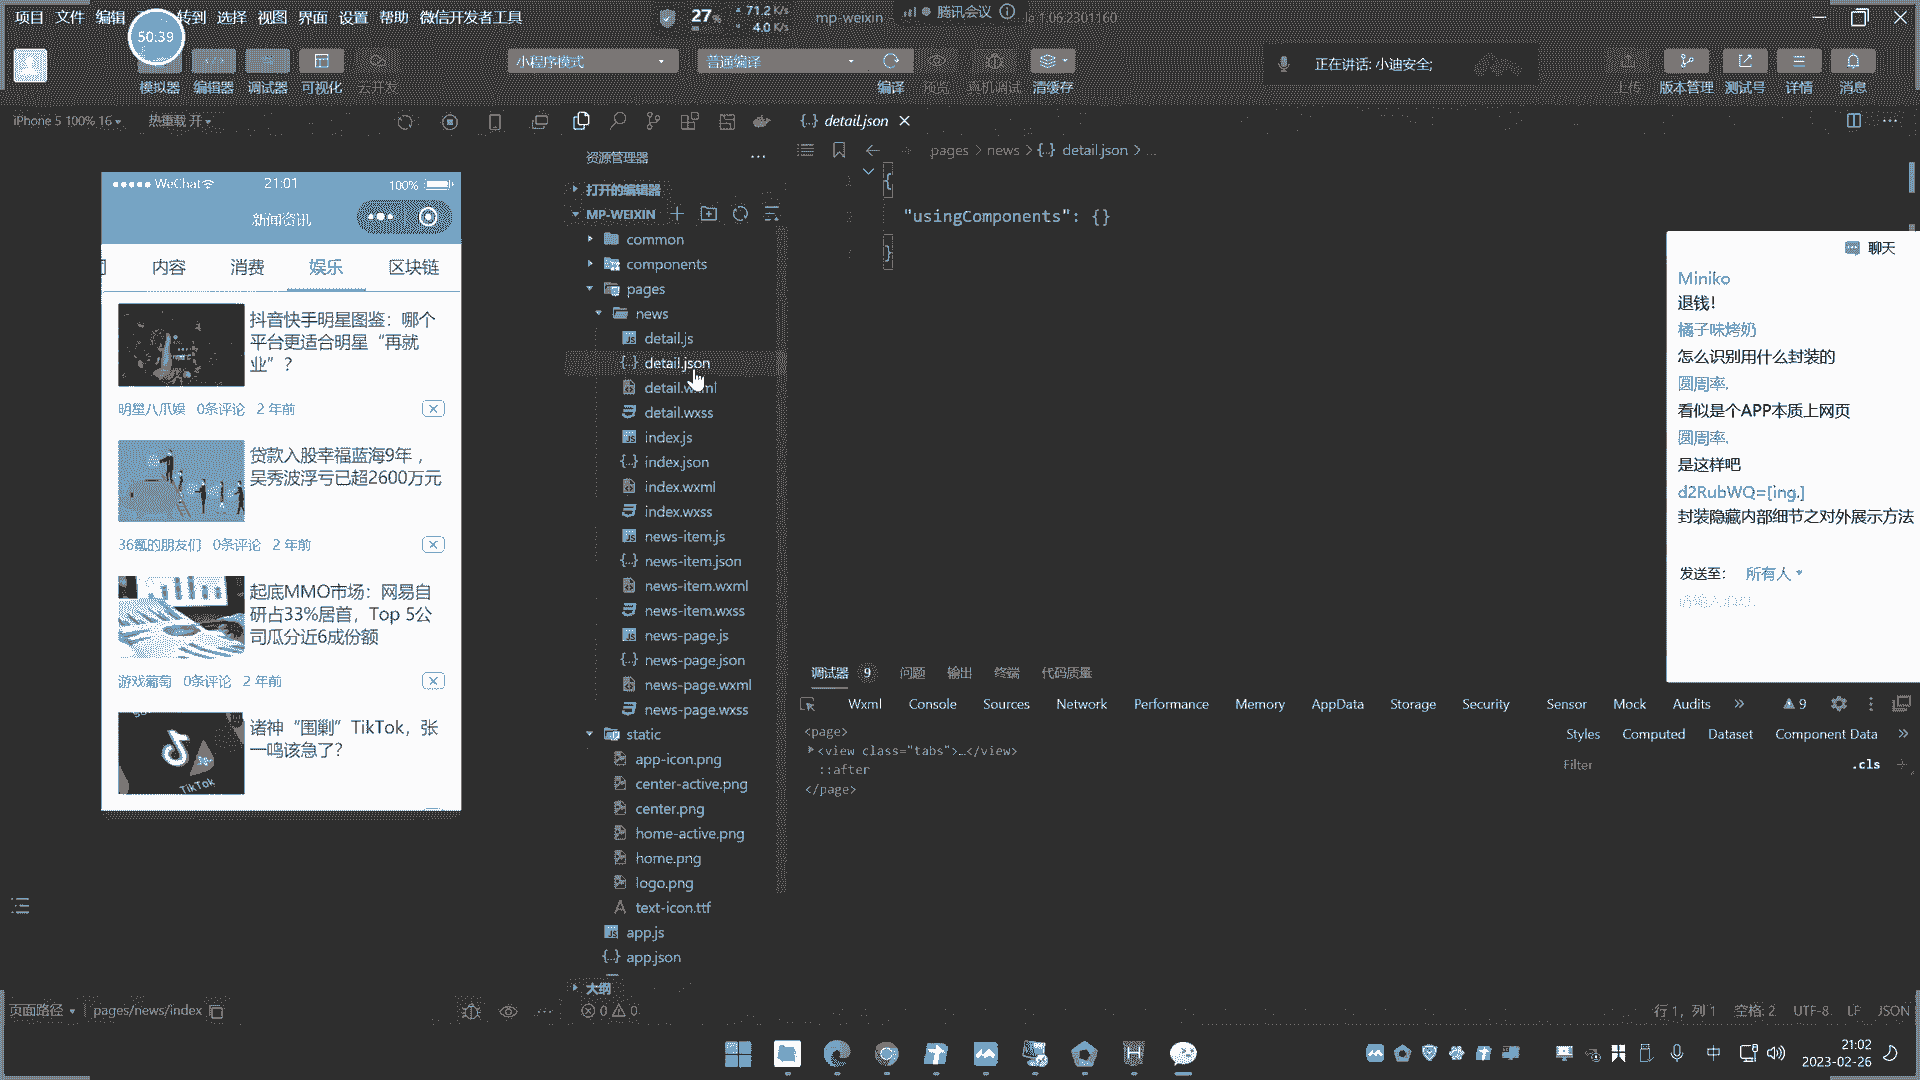 项目 文件 编辑 转到 选择 视图 界面 设置 帮助 微信开发者工具
50:39
27%
71.2 K/s
4.0 K/s
mp-weixin
腾讯会议
1.06.2301160
模拟器 编辑器 调试器 可视化 云开发
小程序模式
普通编译
编译 预览 真机调试 清缓存
正在讲话: 小迪安全;
上传 版本管理 测试号 详情 消息
iPhone 5 100% 16
热重载 开
资源管理器
打开的编辑器
MP-WEIXIN
common
components
pages
news
detail.js
detail.json
detail.wxml
detail.wxss
index.js
index.json
index.wxml
index.wxss
news-item.js
news-item.json
news-item.wxml
news-item.wxss
news-page.js
news-page.json
news-page.wxml
news-page.wxss
static
app-icon.png
center-active.png
center.png
home-active.png
home.png
logo.png
text-icon.ttf
app.js
app.json
大纲
WeChat
21:01
100%
新闻资讯
内容 消费 娱乐 区块链
抖音快手明星图鉴：哪个
平台更适合明星“再就
业”？
明星八爪娱 0条评论 2 年前
贷款入股幸福蓝海9年，
吴秀波浮亏已超2600万元
36氪的朋友们 0条评论 2 年前
起底MMO市场：网易自
研占33%居首，Top 5公
司瓜分近6成份额
游戏葡萄 0条评论 2 年前
诸神“围剿”TikTok，张
一鸣该急了？
TikTok
detail.json
pages > news > {..} detail.json > ...
{
"usingComponents": {}
}
聊天
Miniko
退钱!
橘子味烤奶
怎么识别用什么封装的
圆周率.
看似是个APP本质上网页
圆周率.
是这样吧
d2RubWQ=[ing.]
封装隐藏内部细节之对外展示方法
发送至: 所有人
调试器 9 问题 输出 终端 代码质量
Wxml Console Sources Network Performance Memory AppData Storage Security Sensor Mock Audits
9
<page>
<view class="tabs">…</view>
::after
</page>
Styles Computed Dataset Component Data
Filter
.cls
页面路径
pages/news/index
0 0
行 1，列 1 空格: 2 UTF-8 LF JSON
中
21:02
2023-02-26